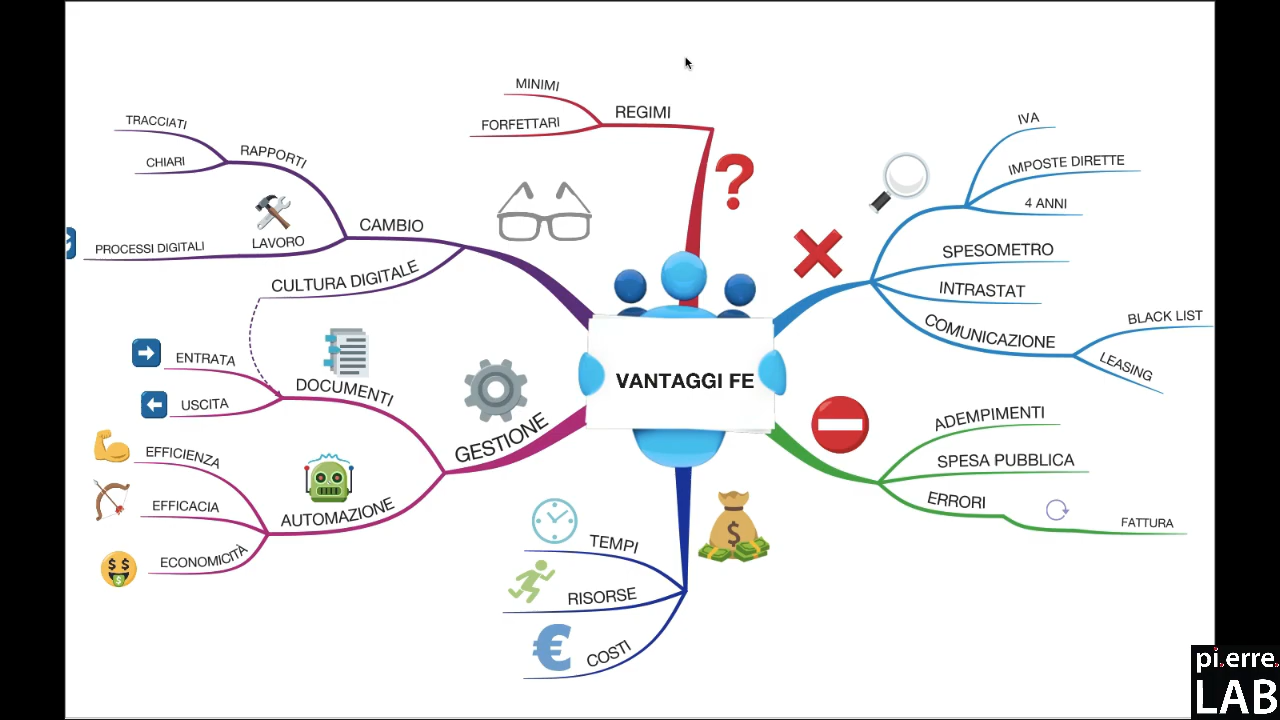 VANTAGGI FE
REGIMI
MINIMI
FORFETTARI
IVA
IMPOSTE DIRETTE
4 ANNI
SPESOMETRO
INTRASTAT
COMUNICAZIONE
BLACK LIST
LEASING
ADEMPIMENTI
SPESA PUBBLICA
ERRORI
FATTURA
TEMPI
RISORSE
COSTI
GESTIONE
DOCUMENTI
ENTRATA
USCITA
AUTOMAZIONE
EFFICIENZA
EFFICACIA
ECONOMICITÀ
CAMBIO
RAPPORTI
TRACCIATI
CHIARI
LAVORO
PROCESSI DIGITALI
CULTURA DIGITALE
pi.erre.
LAB